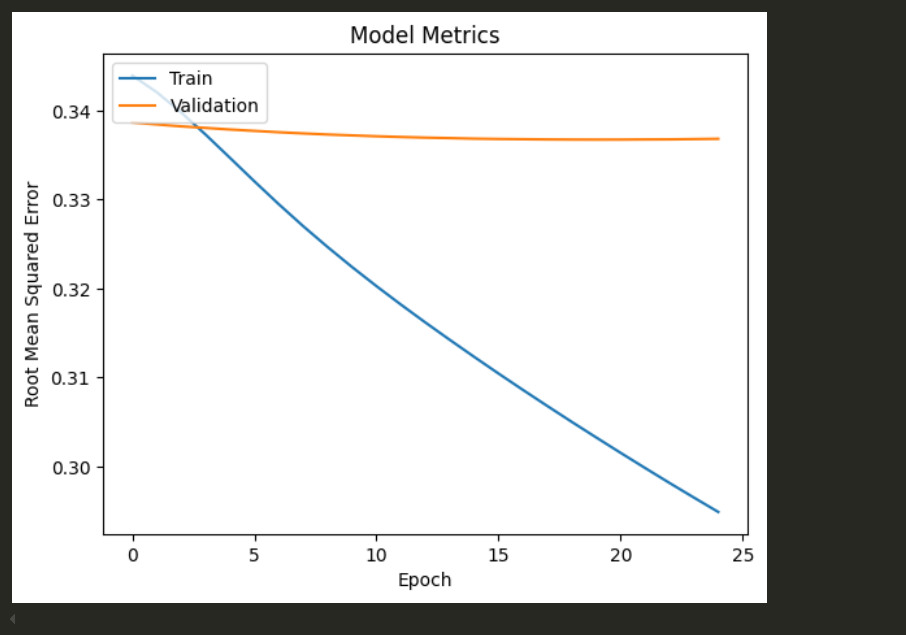 Model Metrics
Train
Validation
0.34
0.33
0.32
0.31
0.30
Root Mean Squared Error
0 5 10 15 20 25
Epoch